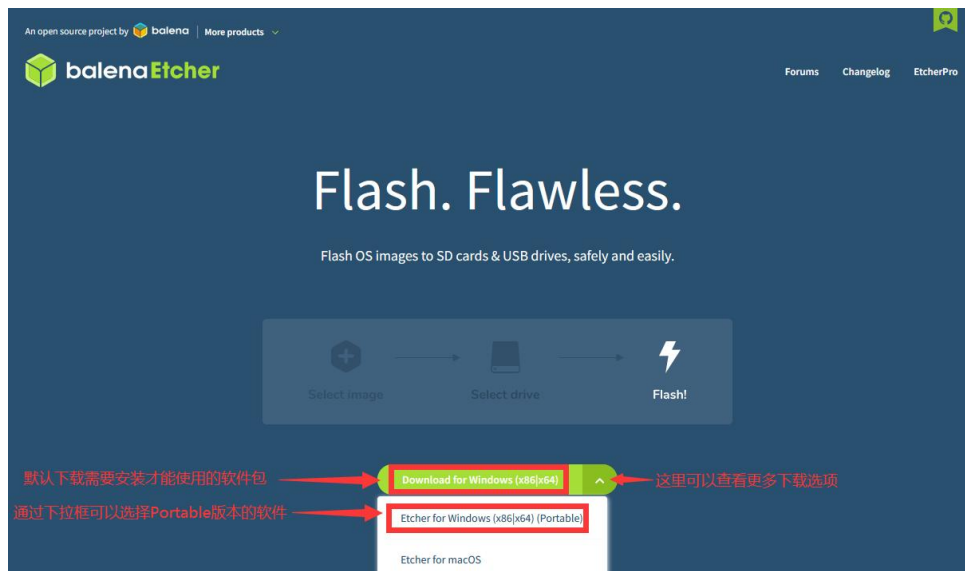 An open source project by balena More products
balenaEtcher
Forums Changelog EtcherPro
Flash. Flawless.
Flash OS images to SD cards & USB drives, safely and easily.
Select image Select drive Flash!
默认下载需要安装才能使用的软件包 Download for Windows (x86|x64) 这里可以查看更多下载选项
通过下拉框可以选择Portable版本的软件 Etcher for Windows (x86|x64) (Portable)
Etcher for macOS